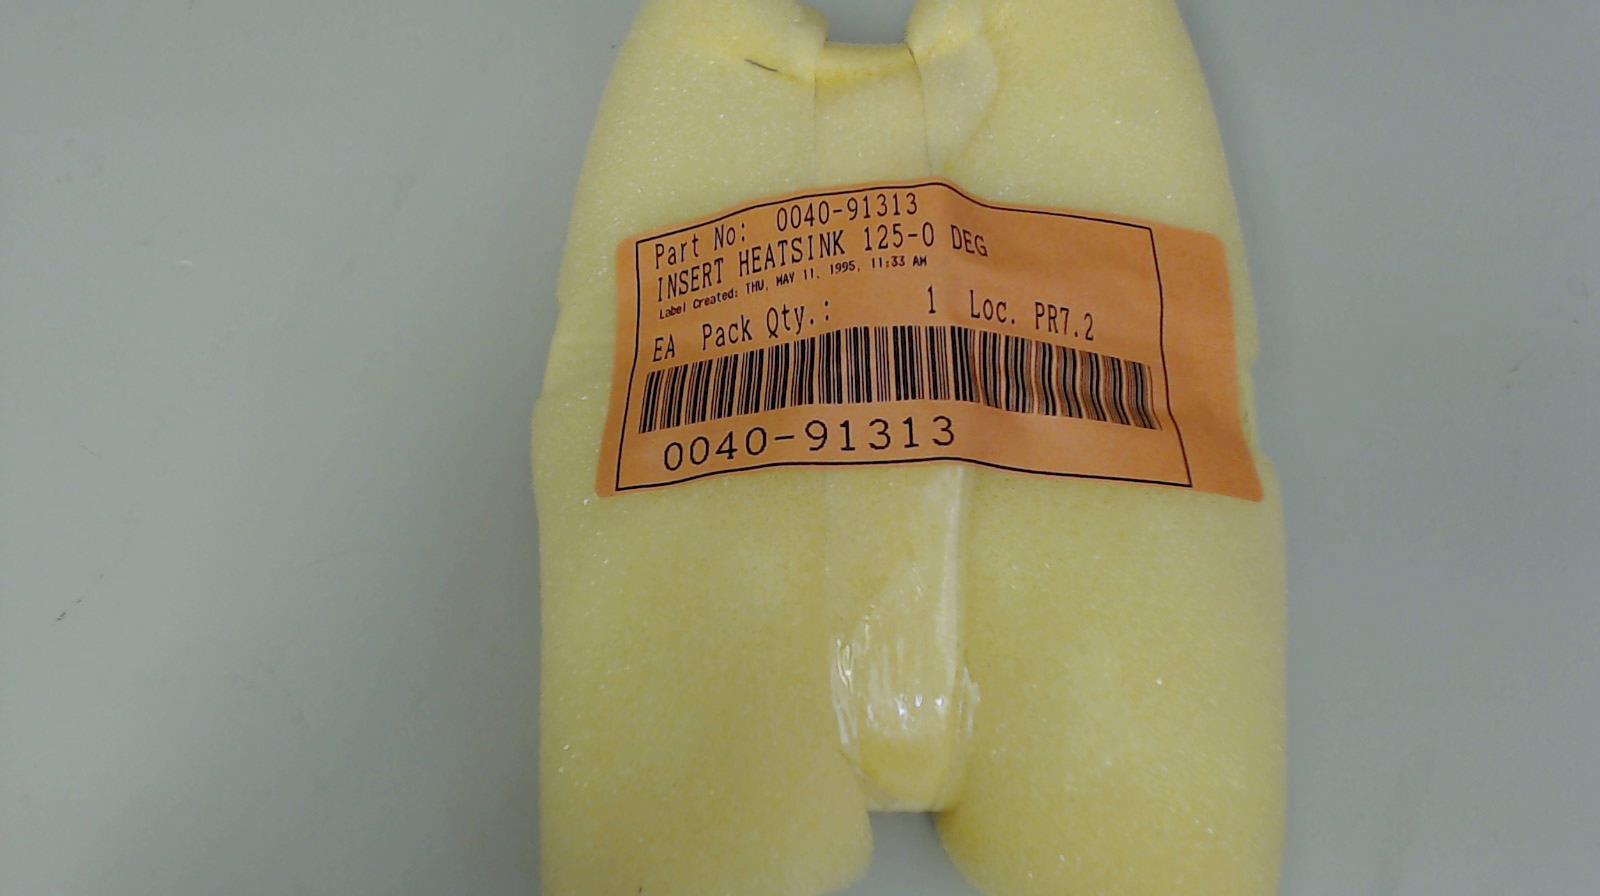 Part No: 0040-91313
INSERT HEATSINK 125-0 DEG
Label Created: THU, MAY 11, 1995, 11:33 AM
EA Pack Qty.: 1 Loc. PR7.2
0040-91313